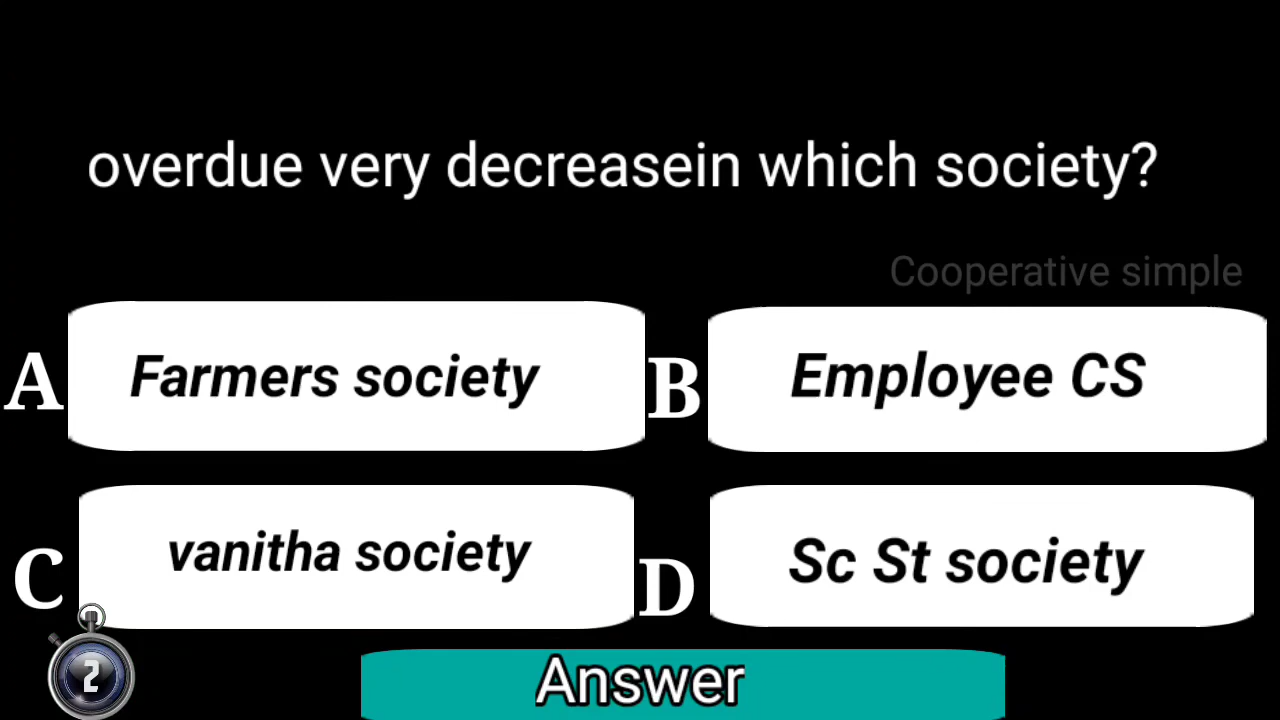 overdue very decreasein which society?
Cooperative simple
A Farmers society
B Employee CS
C vanitha society
D Sc St society
2
Answer